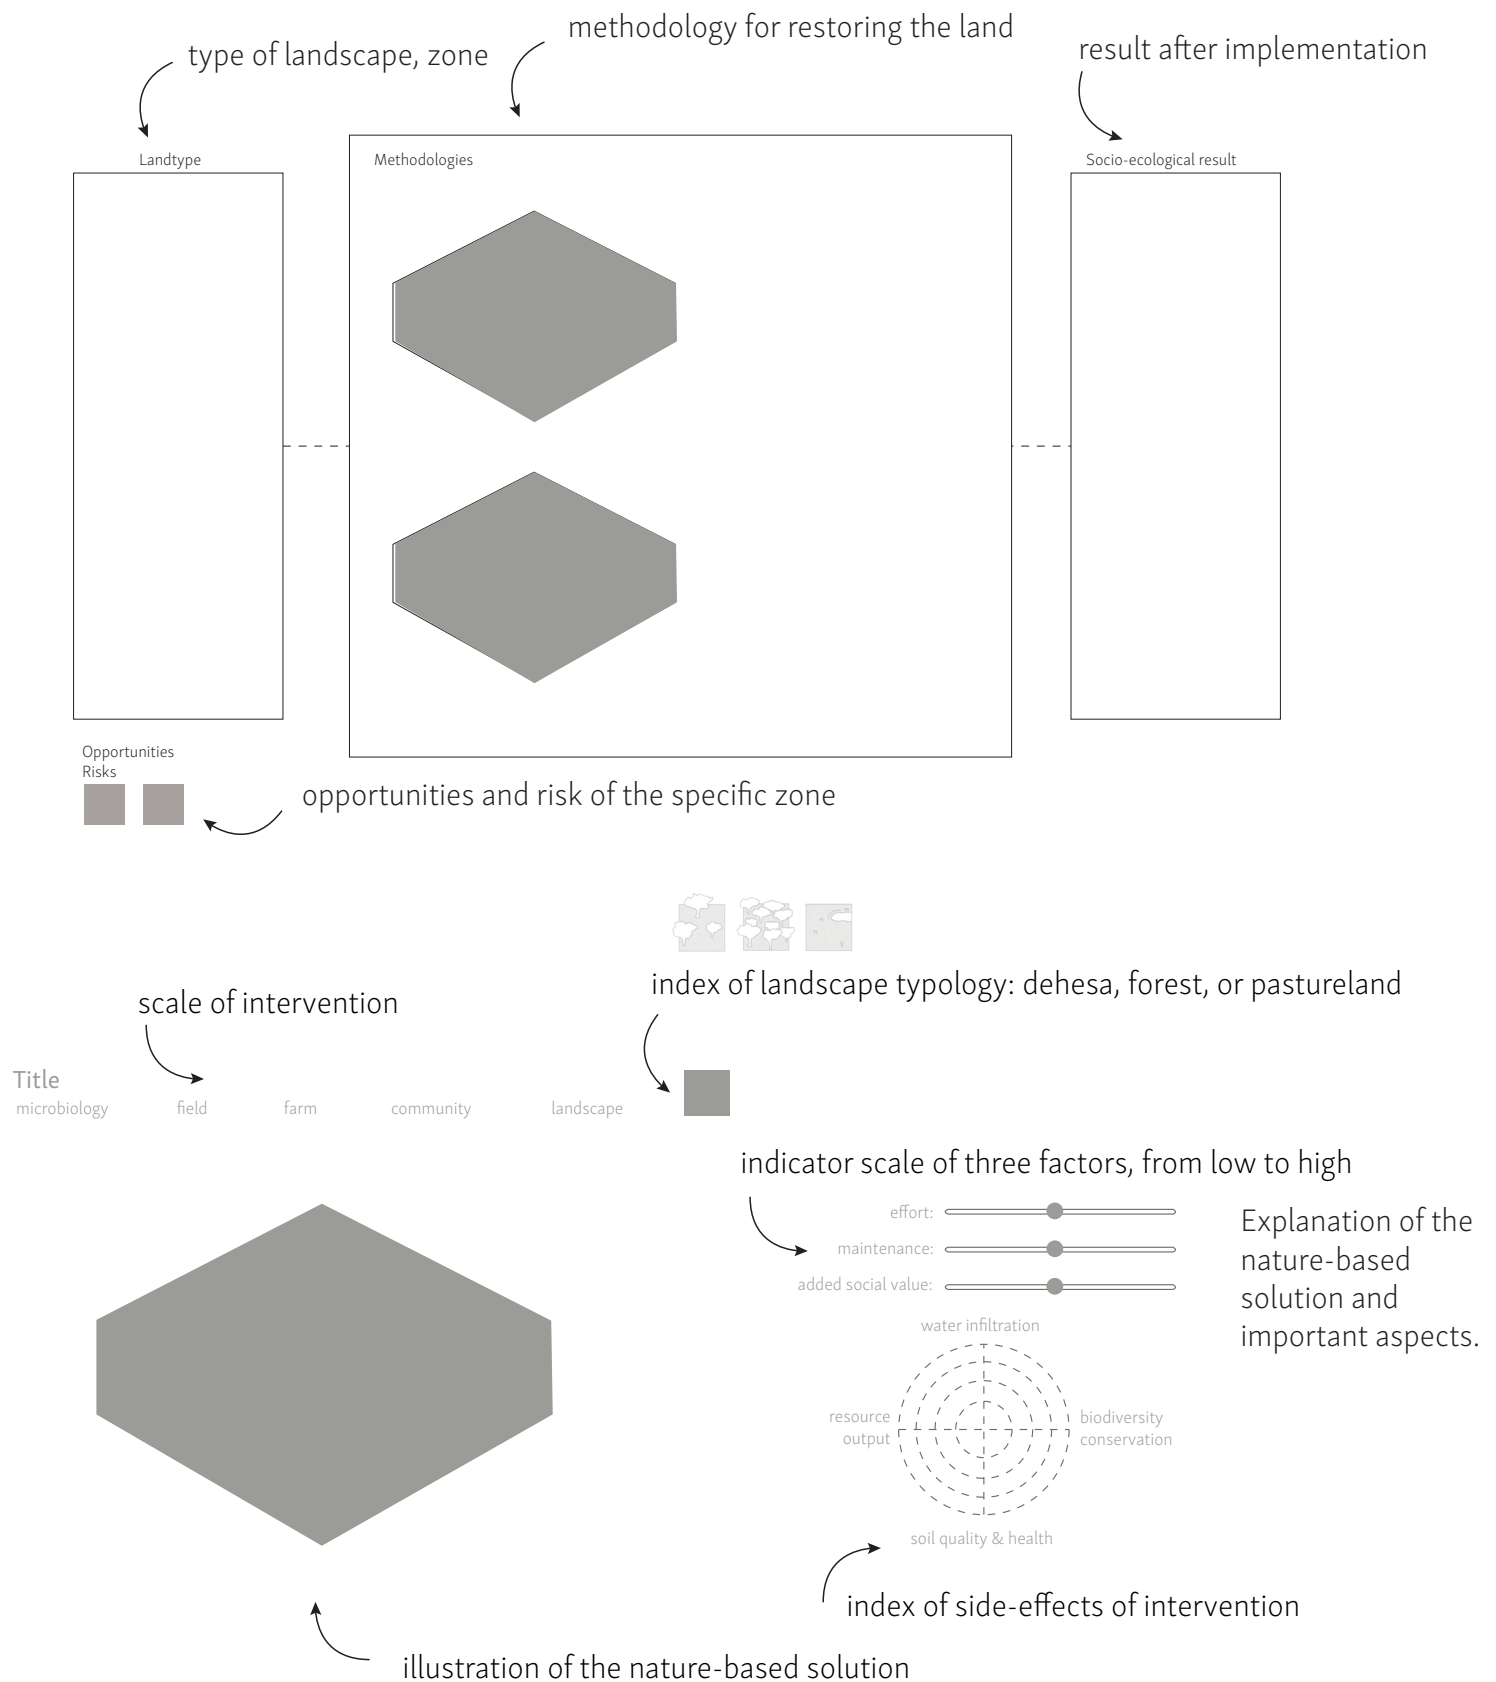 methodology for restoring the land
type of landscape, zone
result after implementation
Landtype
Methodologies
Socio-ecological result
Opportunities
Risks
opportunities and risk of the specific zone
index of landscape typology: dehesa, forest, or pastureland
scale of intervention
Title
microbiology field farm community landscape
indicator scale of three factors, from low to high
effort:
maintenance:
added social value:
Explanation of the
nature-based
solution and
important aspects.
water infiltration
resource
output
biodiversity
conservation
soil quality & health
index of side-effects of intervention
illustration of the nature-based solution